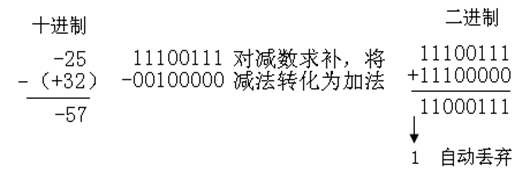 十进制
二进制
-25 11100111 对减数求补，将 11100111
- (+32) -00100000 减法转化为加法 +11100000
-57 11000111
1 自动丢弃